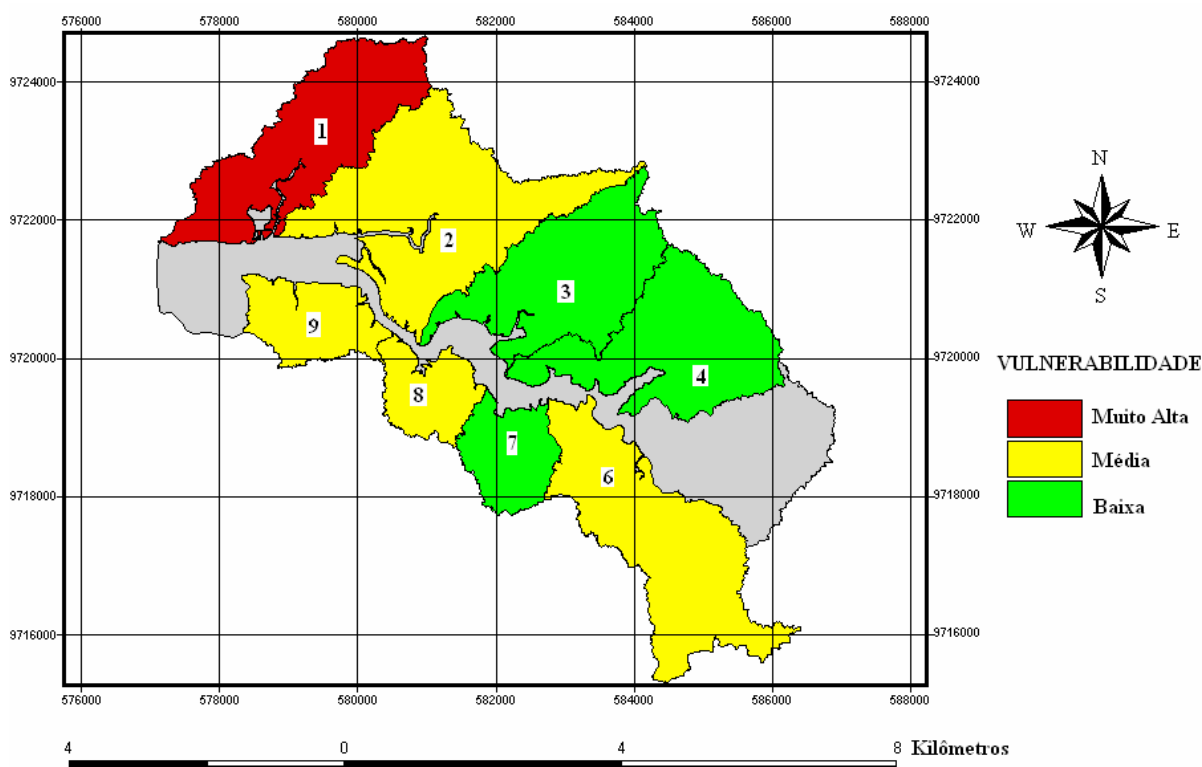 576000 578000 580000 582000 584000 586000 588000
9724000 9724000
1
N
9722000 9722000
W E
2
S
3
9
9720000 9720000
VULNERABILIDADE
4
8
Muito Alta
7
Média
6
9718000 9718000
Baixa
9716000 9716000
576000 578000 580000 582000 584000 586000 588000
4 0 4 8 Kilômetros